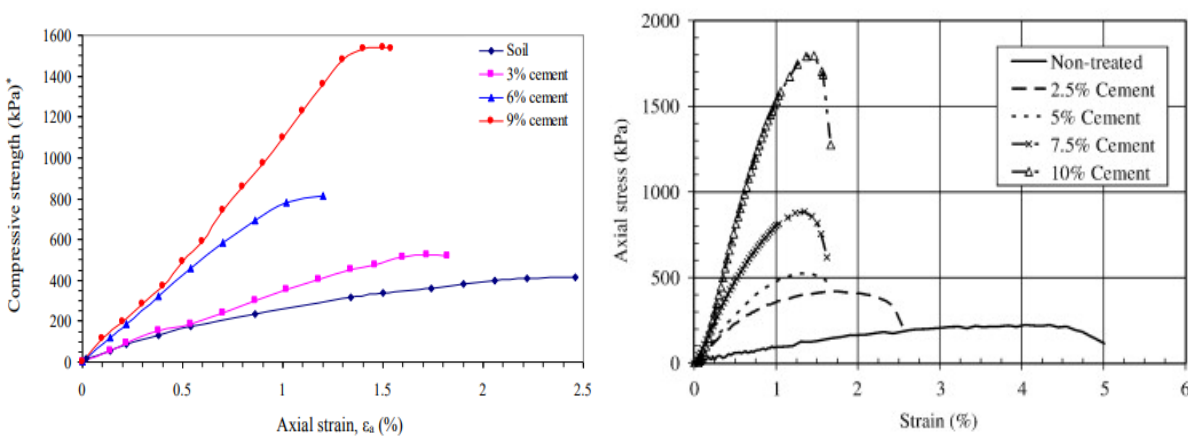 Compressive strength (kPa)*
1600
1400
1200
1000
800
600
400
200
0
Soil
3% cement
6% cement
9% cement
0
0.5
1
1.5
2
2.5
Axial strain, εa (%)
Axial stress (kPa)
2000
1500
1000
500
0
Non-treated
2.5% Cement
5% Cement
7.5% Cement
10% Cement
0
1
2
3
4
5
6
Strain (%)